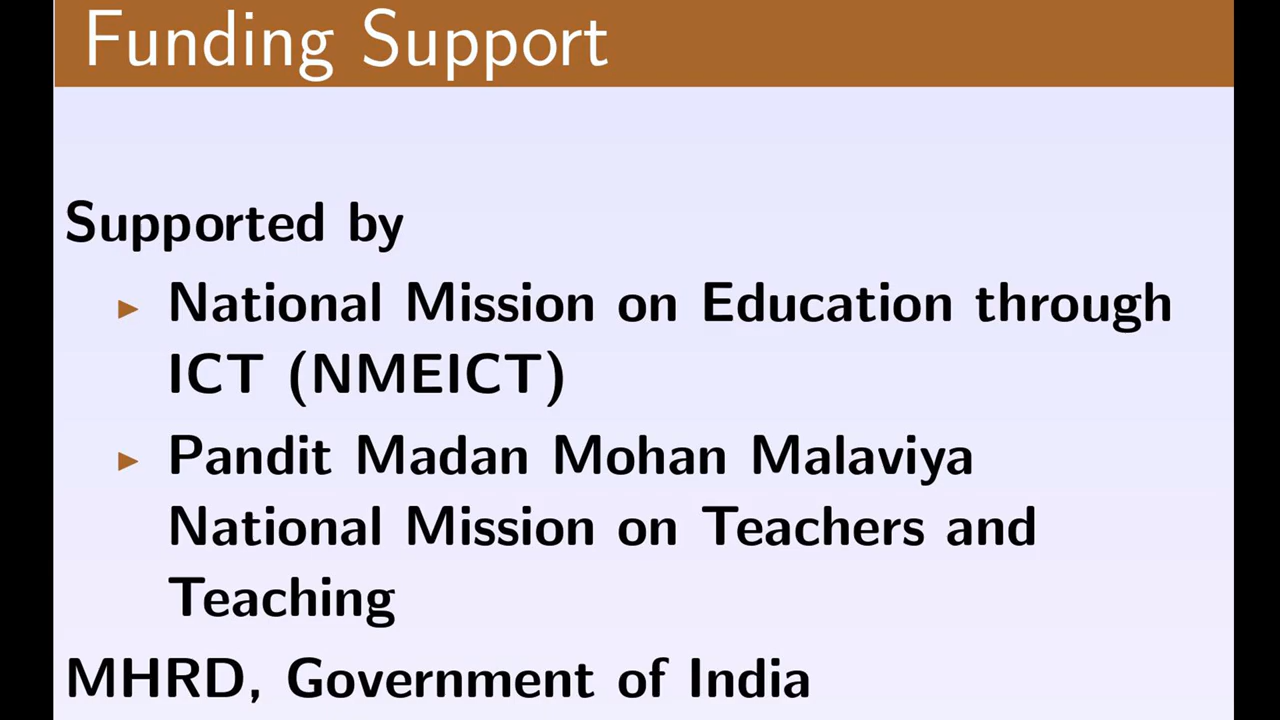 Funding Support
Supported by
▶ National Mission on Education through
ICT (NMEICT)
▶ Pandit Madan Mohan Malaviya
National Mission on Teachers and
Teaching
MHRD, Government of India